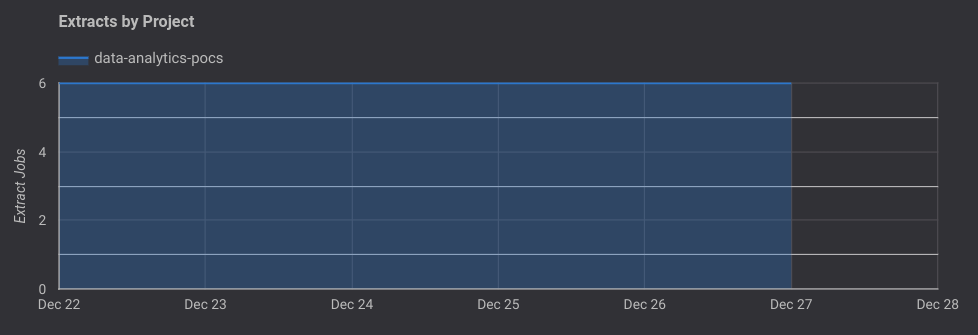 Extracts by Project
data-analytics-pocs
6
4
2
0
Extract Jobs
Dec 22 Dec 23 Dec 24 Dec 25 Dec 26 Dec 27 Dec 28